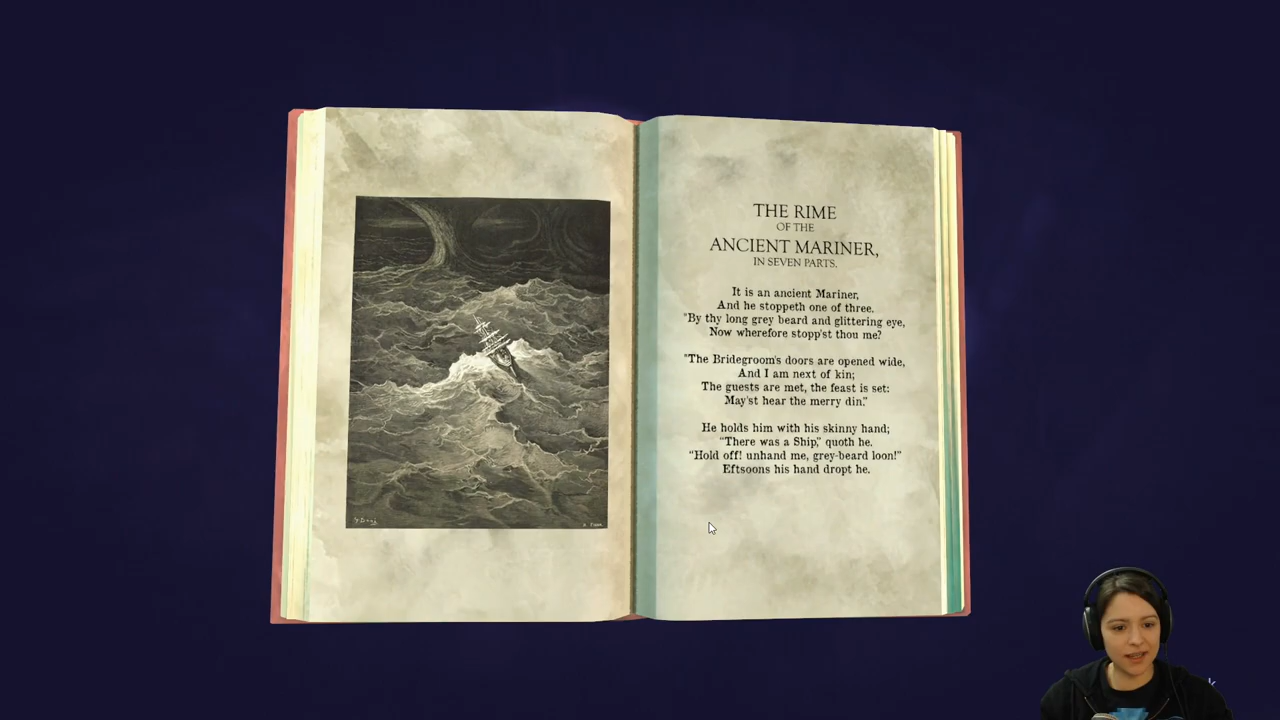 THE RIME
OF THE
ANCIENT MARINER,
IN SEVEN PARTS.
It is an ancient Mariner,
And he stoppeth one of three.
"By thy long grey beard and glittering eye,
Now wherefore stopp'st thou me?
"The Bridegroom's doors are opened wide,
And I am next of kin;
The guests are met, the feast is set:
May'st hear the merry din."
He holds him with his skinny hand;
"There was a Ship," quoth he.
"Hold off! unhand me, grey-beard loon!"
Eftsoons his hand dropt he.